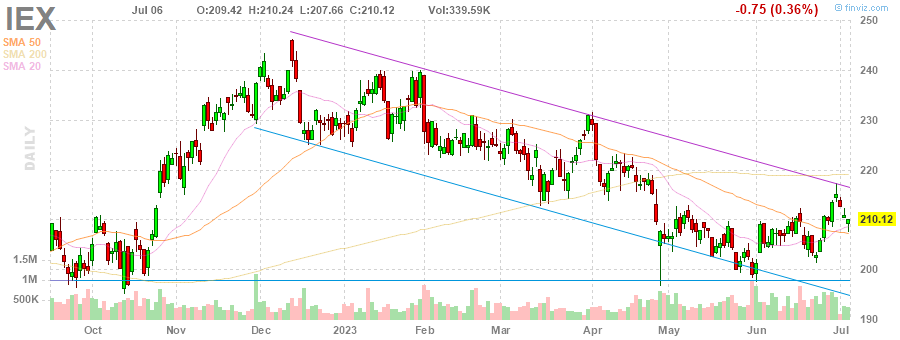 IEX Jul 06 O:209.42 H:210.24 L:207.66 C:210.12 Vol:339.59K -0.75 (0.36%) finviz.com
SMA 50
SMA 200
SMA 20
DAILY
250
240
230
220
210.12
200
190
1.5M
1M
500K
Oct Nov Dec 2023 Feb Mar Apr May Jun Jul